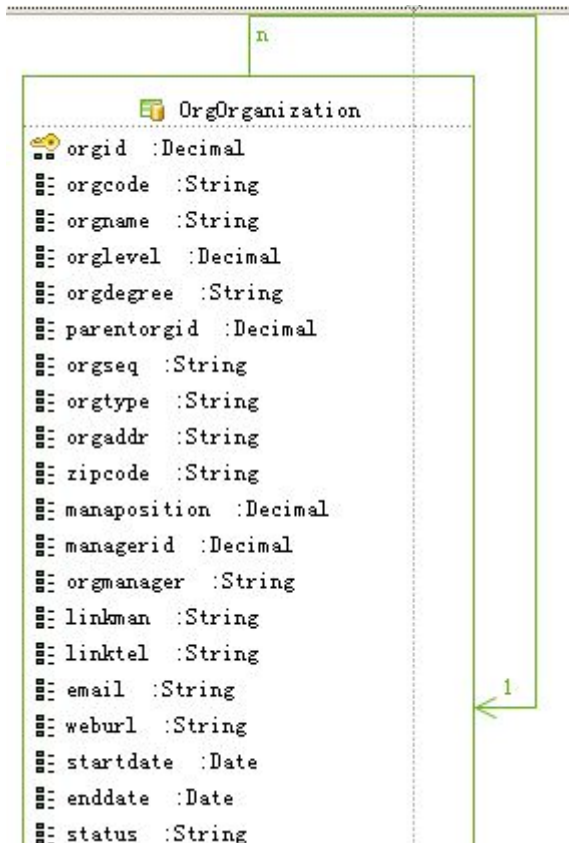 n
OrgOrganization
orgid :Decimal
orgcode :String
orgname :String
orglevel :Decimal
orgdegree :String
parentorgid :Decimal
orgseq :String
orgtype :String
orgaddr :String
zipcode :String
manaposition :Decimal
managerid :Decimal
orgmanager :String
linkman :String
linktel :String
email :String
1
weburl :String
startdate :Date
enddate :Date
status :String